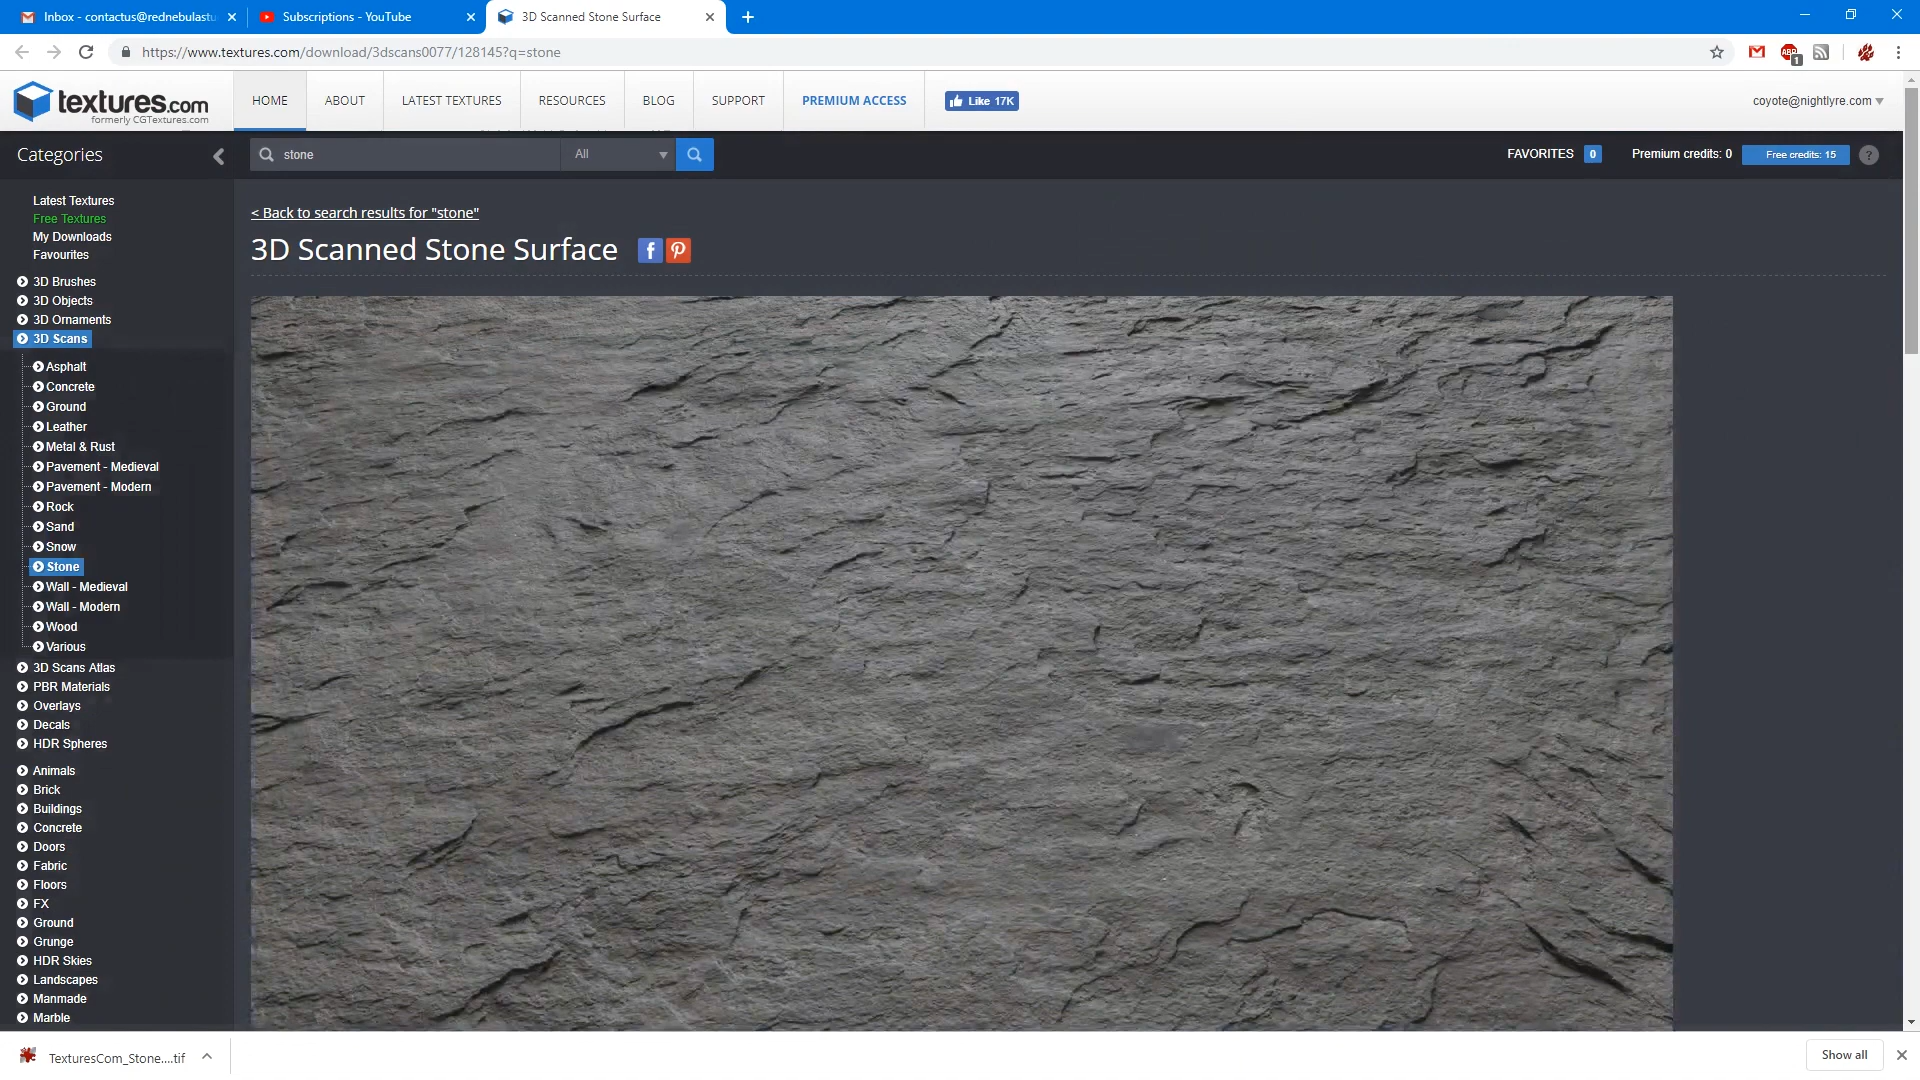 Inbox - contactus@rednebulastu
Subscriptions - YouTube
3D Scanned Stone Surface
https://www.textures.com/download/3dscans0077/128145?q=stone
ABP
1
textures.com
formerly CGTextures.com
HOME
ABOUT
LATEST TEXTURES
RESOURCES
BLOG
SUPPORT
PREMIUM ACCESS
Like 17K
coyote@nightlyre.com
Categories
stone
All
FAVORITES 0
Premium credits: 0
Free credits: 15
?
Latest Textures
Free Textures
My Downloads
Favourites
3D Brushes
3D Objects
3D Ornaments
3D Scans
Asphalt
Concrete
Ground
Leather
Metal & Rust
Pavement - Medieval
Pavement - Modern
Rock
Sand
Snow
Stone
Wall - Medieval
Wall - Modern
Wood
Various
3D Scans Atlas
PBR Materials
Overlays
Decals
HDR Spheres
Animals
Brick
Buildings
Concrete
Doors
Fabric
Floors
FX
Ground
Grunge
HDR Skies
Landscapes
Manmade
Marble
< Back to search results for "stone"
3D Scanned Stone Surface
TexturesCom_Stone....tif
Show all